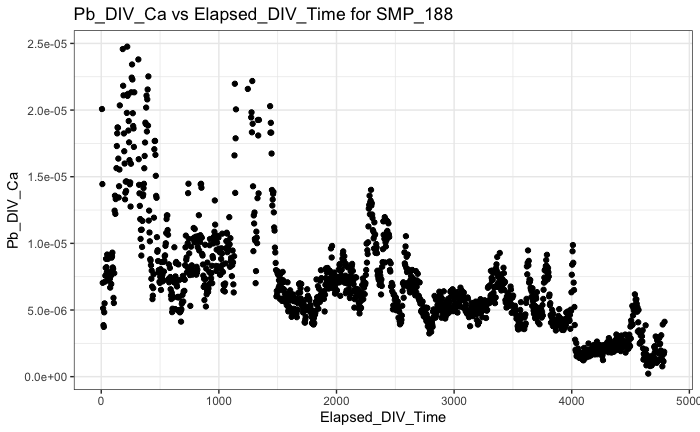 Pb_DIV_Ca vs Elapsed_DIV_Time for SMP_188
2.5e-05
2.0e-05
1.5e-05
1.0e-05
5.0e-06
0.0e+00
Pb_DIV_Ca
0 1000 2000 3000 4000 5000
Elapsed_DIV_Time